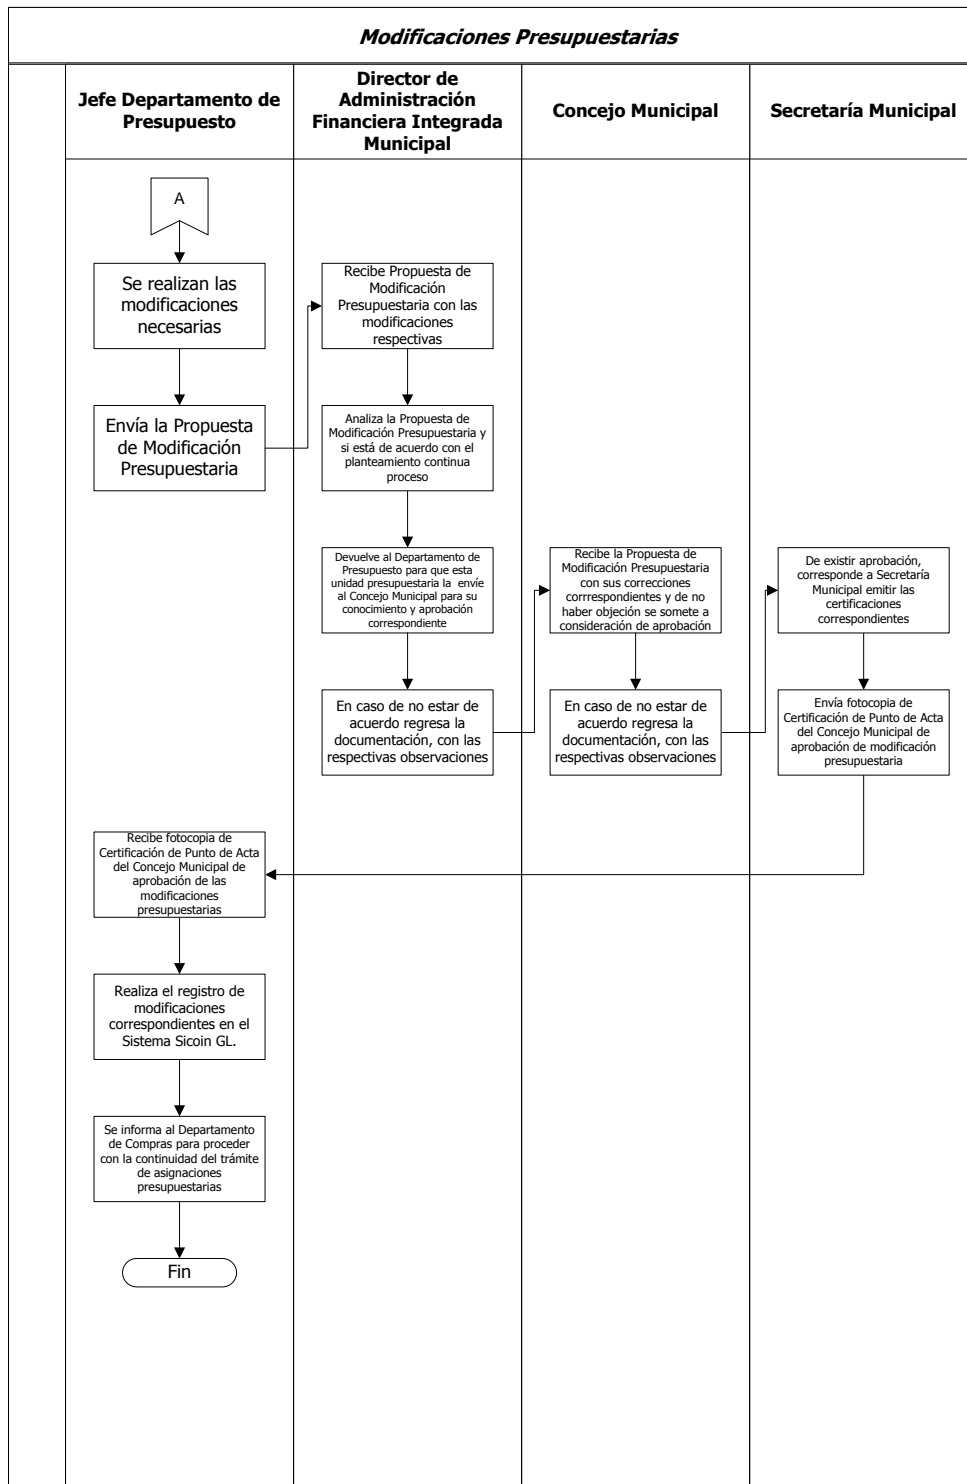 Modificaciones Presupuestarias
Jefe Departamento de
Presupuesto
Director de
Administración
Financiera Integrada
Municipal
Concejo Municipal
Secretaría Municipal
A
Se realizan las
modificaciones
necesarias
Envía la Propuesta
de Modificación
Presupuestaria
Recibe Propuesta de
Modificación
Presupuestaria con las
modificaciones
respectivas
Analiza la Propuesta de
Modificación Presupuestaria y
si está de acuerdo con el
planteamiento continua
proceso
Devuelve al Departamento de
Presupuesto para que esta
unidad presupuestaria la envíe
al Concejo Municipal para su
conocimiento y aprobación
correspondiente
En caso de no estar de
acuerdo regresa la
documentación, con las
respectivas observaciones
Recibe la Propuesta de
Modificación Presupuestaria
con sus correcciones
corrrespondientes y de no
haber objeción se somete a
consideración de aprobación
En caso de no estar de
acuerdo regresa la
documentación, con las
respectivas observaciones
De existir aprobación,
corresponde a Secretaría
Municipal emitir las
certificaciones
correspondientes
Envía fotocopia de
Certificación de Punto de Acta
del Concejo Municipal de
aprobación de modificación
presupuestaria
Recibe fotocopia de
Certificación de Punto de Acta
del Concejo Municipal de
aprobación de las
modificaciones
presupuestarias
Realiza el registro de
modificaciones
correspondientes en el
Sistema Sicoin GL.
Se informa al Departamento
de Compras para proceder
con la continuidad del trámite
de asignaciones
presupuestarias
Fin